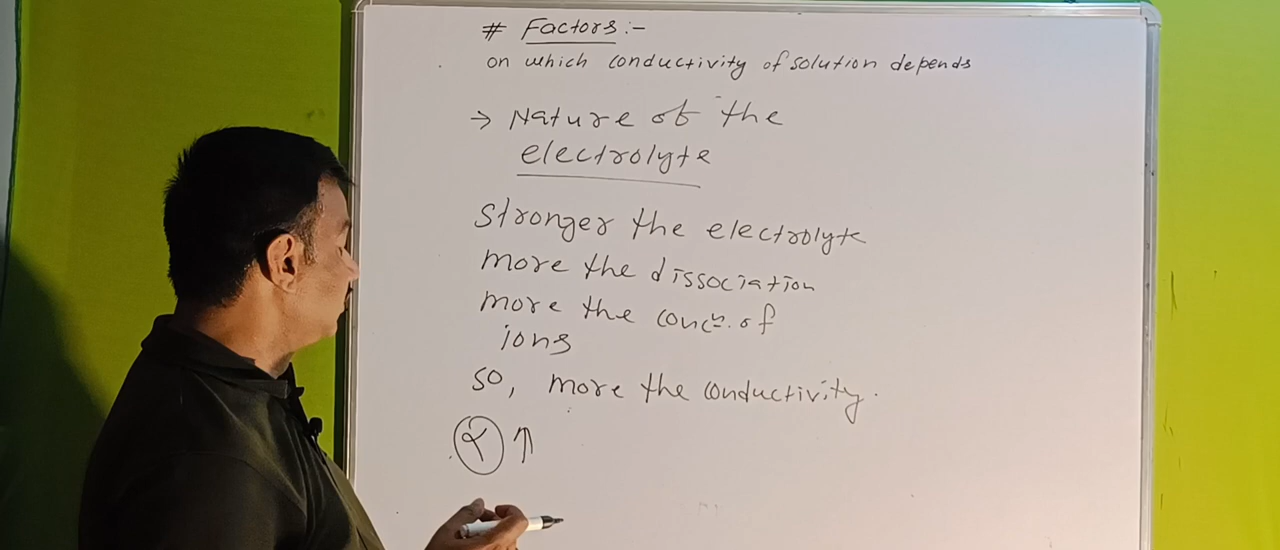 # Factors :-
on which conductivity of solution depends
→ Nature of the
electrolyte
stronger the electrolyte
more the dissociation
more the concn. of
ions
so, more the conductivity.
α ↑